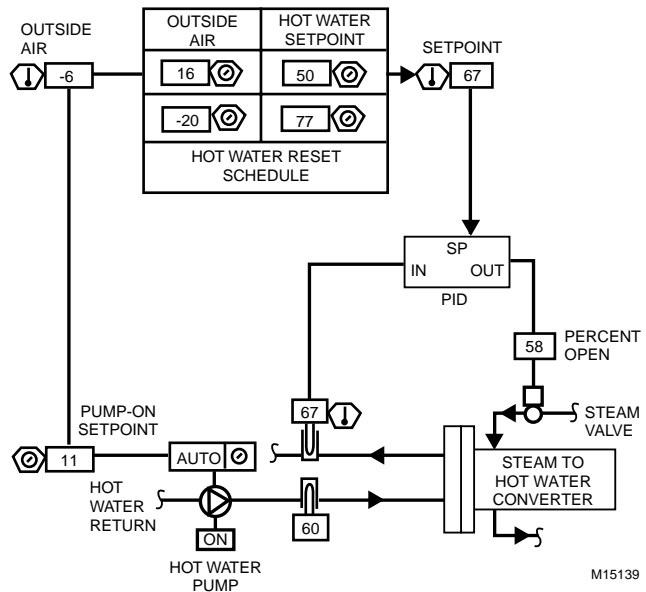 OUTSIDE
AIR
-6
OUTSIDE
AIR
HOT WATER
SETPOINT
16
50
-20
77
HOT WATER RESET
SCHEDULE
SETPOINT
67
SP
IN
OUT
PID
58
PERCENT
OPEN
67
STEAM
VALVE
PUMP-ON
SETPOINT
11
AUTO
STEAM TO
HOT WATER
CONVERTER
HOT
WATER
RETURN
60
ON
HOT WATER
PUMP
M15139